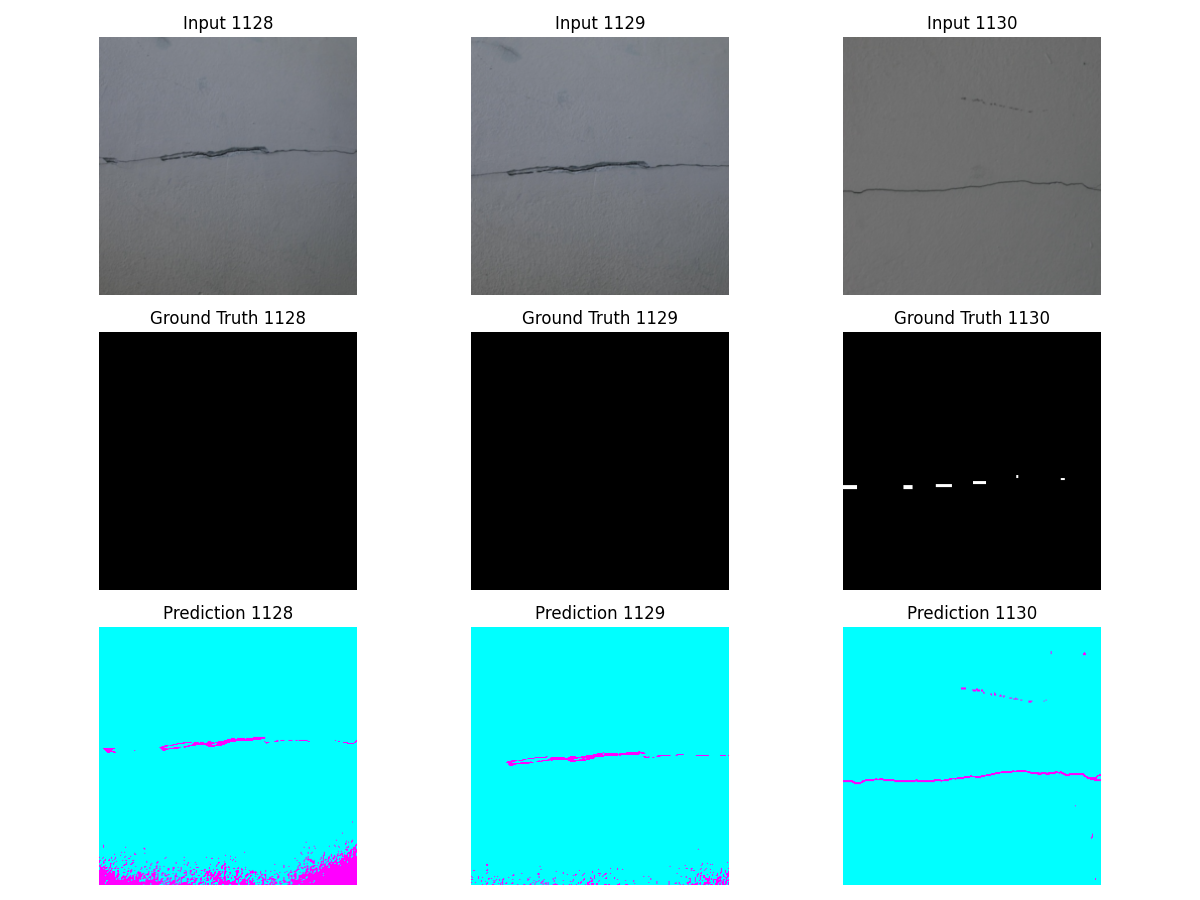 Input 1128
Input 1129
Input 1130
Ground Truth 1128
Ground Truth 1129
Ground Truth 1130
Prediction 1128
Prediction 1129
Prediction 1130